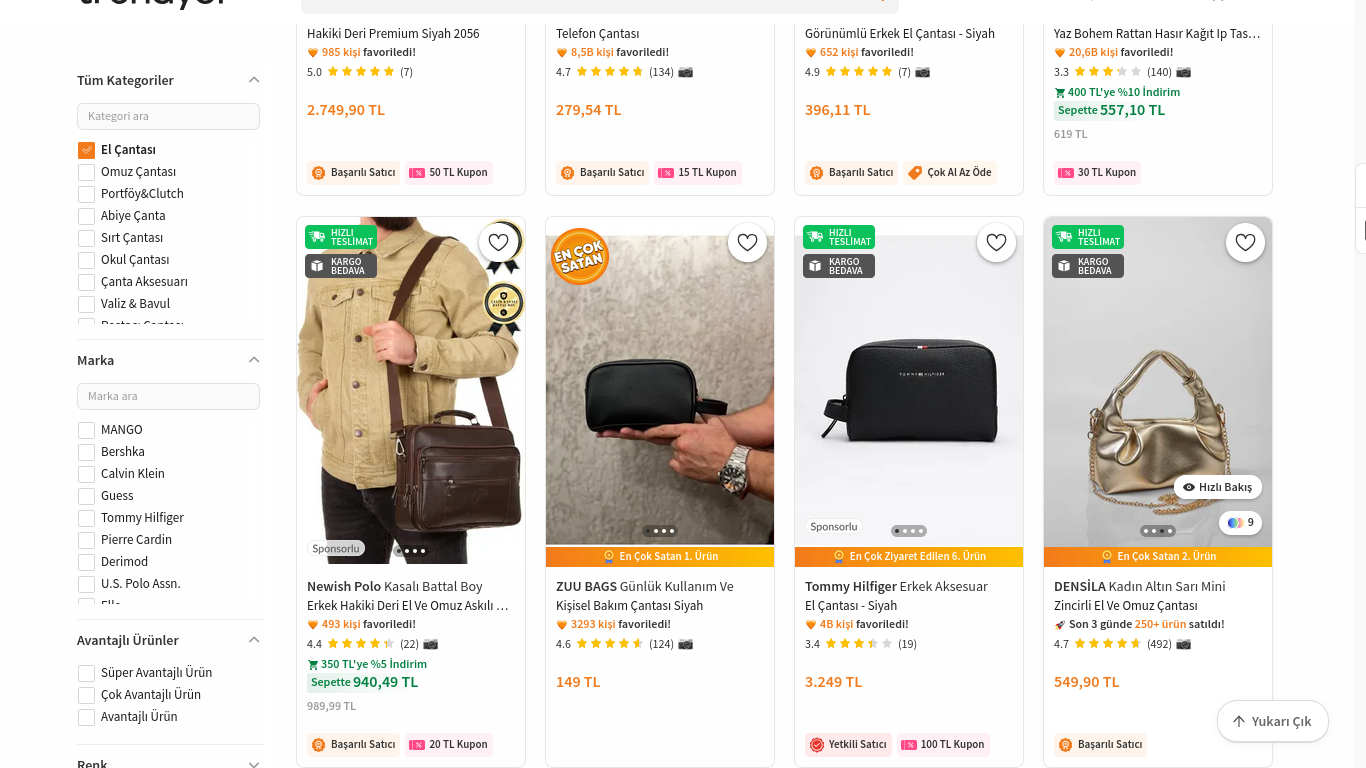 trendyol
Hakiki Deri Premium Siyah 2056
985 kişi favoriledi!
5.0 (7)
2.749,90 TL
Başarılı Satıcı
50 TL Kupon
Telefon Çantası
8,5B kişi favoriledi!
4.7 (134)
279,54 TL
Başarılı Satıcı
15 TL Kupon
Görünümlü Erkek El Çantası - Siyah
652 kişi favoriledi!
4.9 (7)
396,11 TL
Başarılı Satıcı
Çok Al Az Öde
Yaz Bohem Rattan Hasır Kağıt Ip Tas…
20,6B kişi favoriledi!
3.3 (140)
400 TL'ye %10 İndirim
Sepette 557,10 TL
619 TL
30 TL Kupon
Tüm Kategoriler
Kategori ara
El Çantası
Omuz Çantası
Portföy&Clutch
Abiye Çanta
Sırt Çantası
Okul Çantası
Çanta Aksesuarı
Valiz & Bavul
Marka
Marka ara
MANGO
Bershka
Calvin Klein
Guess
Tommy Hilfiger
Pierre Cardin
Derimod
U.S. Polo Assn.
Elle
Avantajlı Ürünler
Süper Avantajlı Ürün
Çok Avantajlı Ürün
Avantajlı Ürün
Renk
HIZLI
TESLİMAT
KARGO
BEDAVA
Sponsorlu
Newish Polo Kasalı Battal Boy
Erkek Hakiki Deri El Ve Omuz Askılı …
493 kişi favoriledi!
4.4 (22)
350 TL'ye %5 İndirim
Sepette 940,49 TL
989,99 TL
Başarılı Satıcı
20 TL Kupon
EN ÇOK
SATAN
En Çok Satan 1. Ürün
ZUU BAGS Günlük Kullanım Ve
Kişisel Bakım Çantası Siyah
3293 kişi favoriledi!
4.6 (124)
149 TL
HIZLI
TESLİMAT
KARGO
BEDAVA
TOMMY HILFIGER
Sponsorlu
En Çok Ziyaret Edilen 6. Ürün
Tommy Hilfiger Erkek Aksesuar
El Çantası - Siyah
4B kişi favoriledi!
3.4 (19)
3.249 TL
Yetkili Satıcı
100 TL Kupon
HIZLI
TESLİMAT
KARGO
BEDAVA
Hızlı Bakış
9
En Çok Satan 2. Ürün
DENSİLA Kadın Altın Sarı Mini
Zincirli El Ve Omuz Çantası
Son 3 günde 250+ ürün satıldı!
4.7 (492)
549,90 TL
Başarılı Satıcı
Yukarı Çık